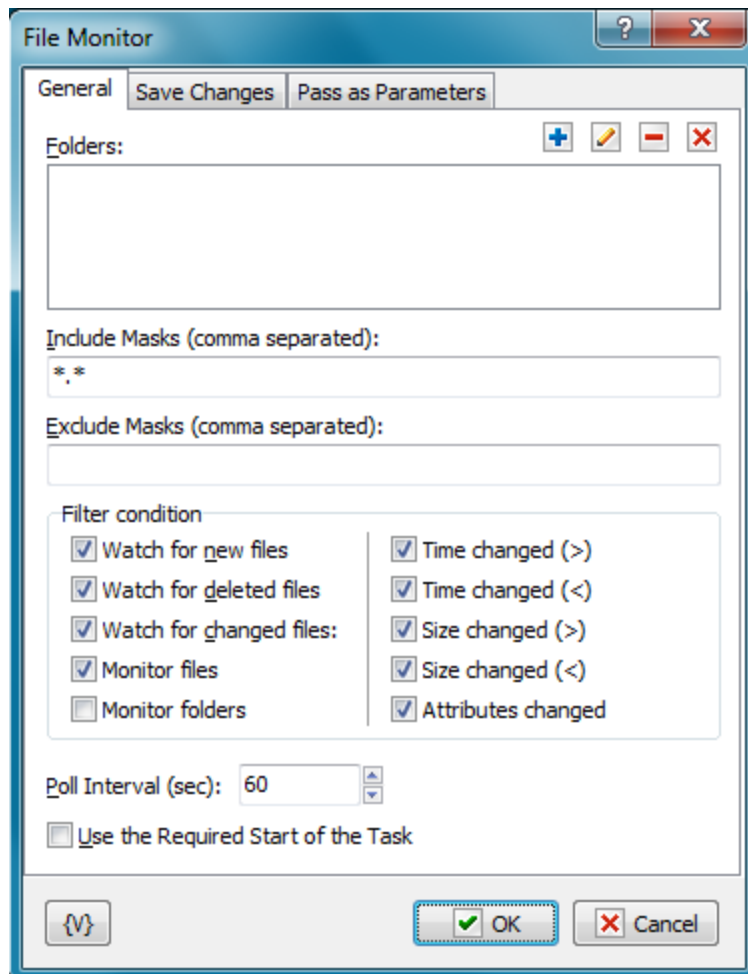 File Monitor
General Save Changes Pass as Parameters
Folders:
Include Masks (comma separated):
*.*
Exclude Masks (comma separated):
Filter condition
Watch for new files Time changed (>)
Watch for deleted files Time changed (<)
Watch for changed files: Size changed (>)
Monitor files Size changed (<)
Monitor folders Attributes changed
Poll Interval (sec): 60
Use the Required Start of the Task
{V} OK Cancel